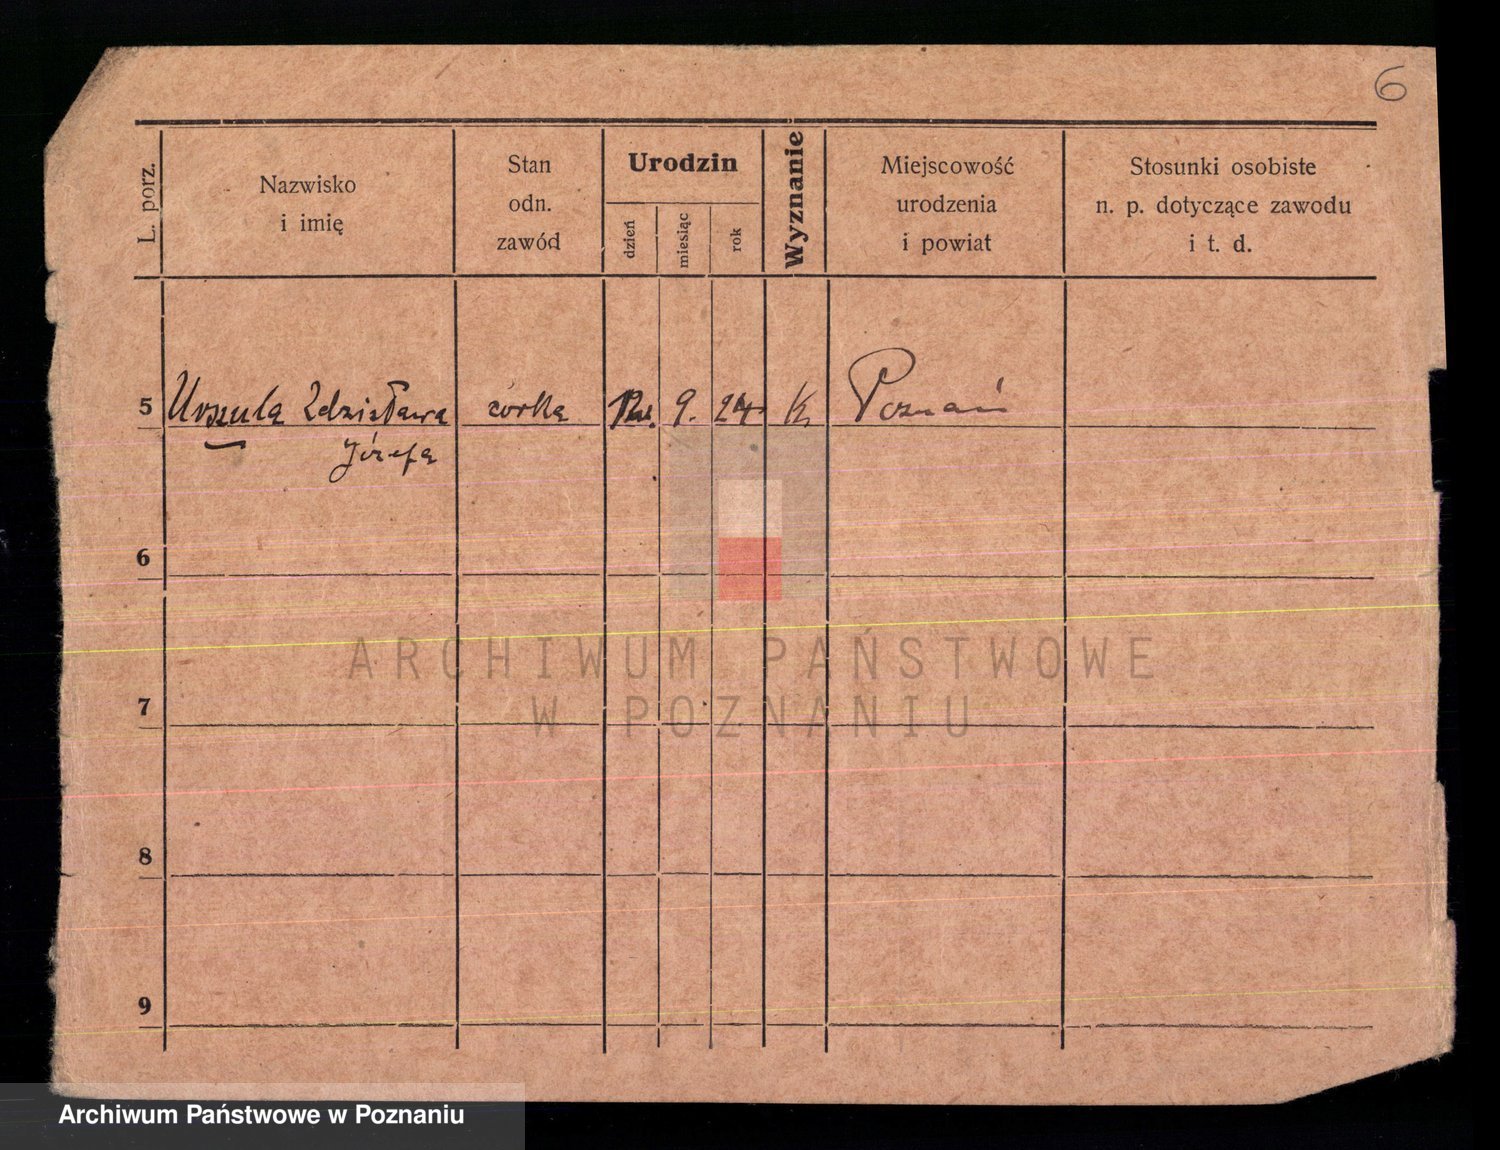 6
L. porz.
Nazwisko
i imię
Stan
odn.
zawód
Urodzin
dzień
miesiąc
rok
Wyznanie
Miejscowość
urodzenia
i powiat
Stosunki osobiste
n. p. dotyczące zawodu
i t. d.
5 Urszula Zdzisława córka 9. 24 K Poznań
Józefa
6
7
8
9
ARCHIWUM PAŃSTWOWE
W POZNANIU
Archiwum Państwowe w Poznaniu